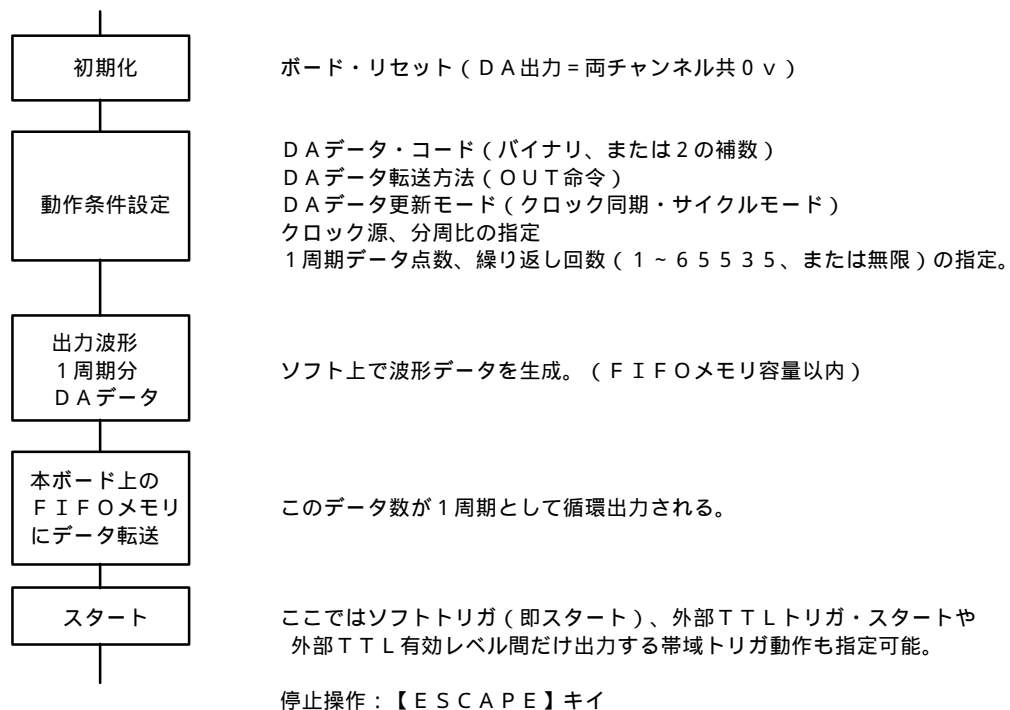 初期化
ボード・リセット（ＤＡ出力＝両チャンネル共０ｖ）
動作条件設定
ＤＡデータ・コード（バイナリ、または２の補数）
ＤＡデータ転送方法（ＯＵＴ命令）
ＤＡデータ更新モード（クロック同期・サイクルモード）
クロック源、分周比の指定
１周期データ点数、繰り返し回数（１～６５５３５、または無限）の指定。
出力波形
１周期分
ＤＡデータ
ソフト上で波形データを生成。（ＦＩＦＯメモリ容量以内）
本ボード上の
ＦＩＦＯメモリ
にデータ転送
このデータ数が１周期として循環出力される。
スタート
ここではソフトトリガ（即スタート）、外部ＴＴＬトリガ・スタートや
外部ＴＴＬ有効レベル間だけ出力する帯域トリガ動作も指定可能。
停止操作：【ＥＳＣＡＰＥ】キイ